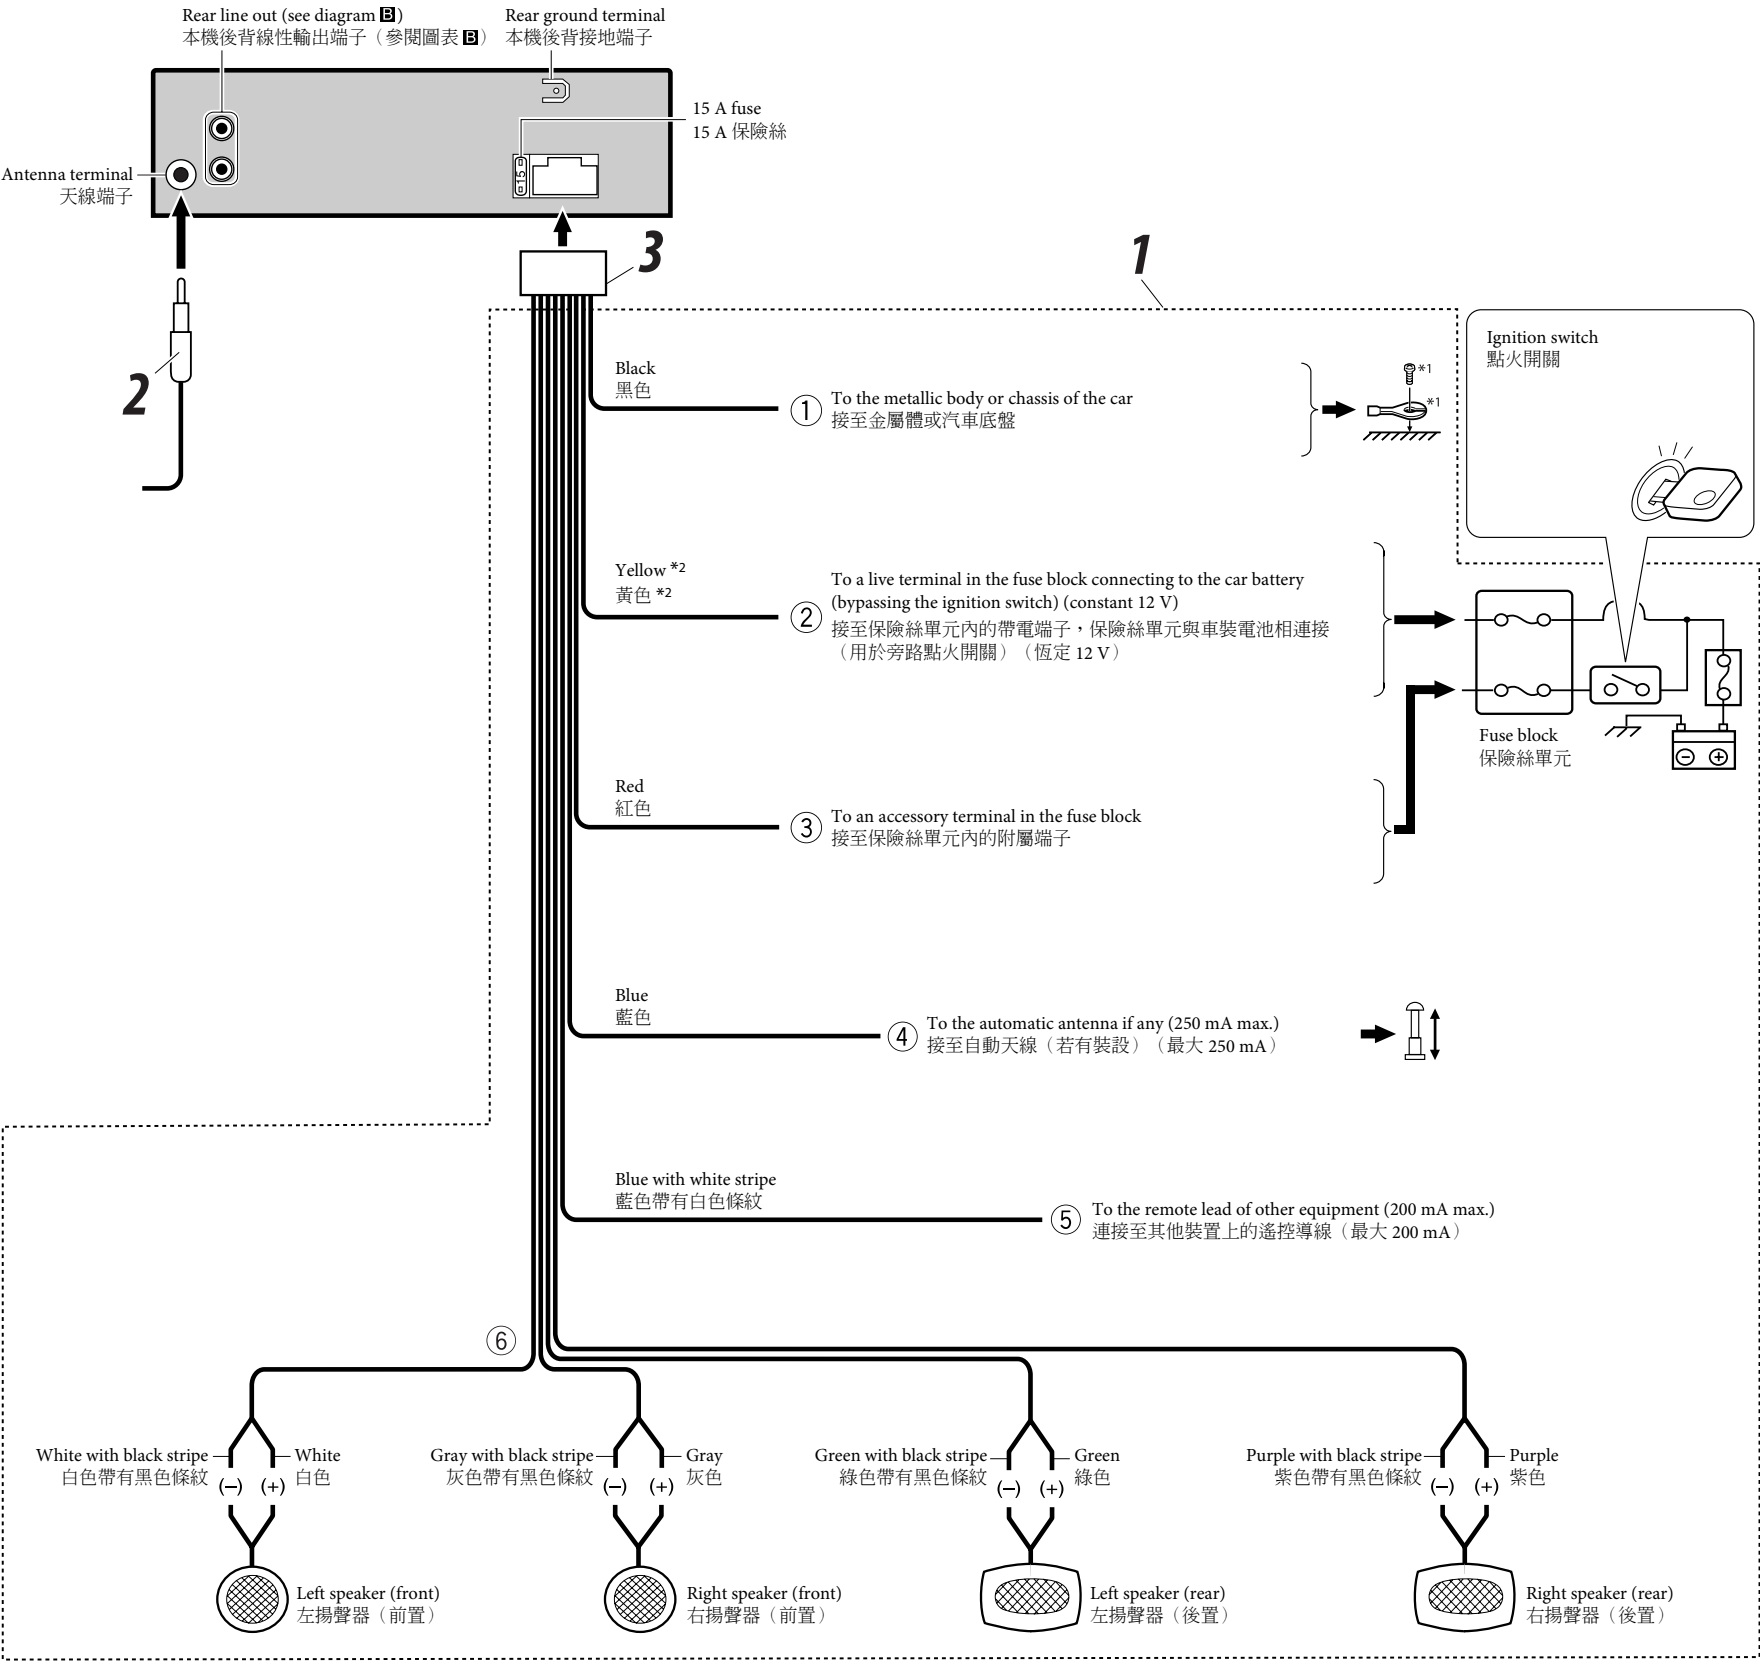 Rear line out (see diagram B)
本機後背線性輸出端子（參閱圖表 B）
Rear ground terminal
本機後背接地端子
15 A fuse
15 A 保險絲
Antenna terminal
天線端子
15
3
1
2
Ignition switch
點火開關
Black
黑色
① To the metallic body or chassis of the car
接至金屬體或汽車底盤
*1
*1
Yellow *2
黃色 *2
② To a live terminal in the fuse block connecting to the car battery
(bypassing the ignition switch) (constant 12 V)
接至保險絲單元內的帶電端子，保險絲單元與車裝電池相連接
（用於旁路點火開關）（恆定 12 V）
Fuse block
保險絲單元
Red
紅色
③ To an accessory terminal in the fuse block
接至保險絲單元內的附屬端子
Blue
藍色
④ To the automatic antenna if any (250 mA max.)
接至自動天線（若有裝設）（最大 250 mA）
Blue with white stripe
藍色帶有白色條紋
⑤ To the remote lead of other equipment (200 mA max.)
連接至其他裝置上的遙控導線（最大 200 mA）
⑥
White with black stripe
白色帶有黑色條紋
(−)
(+)
White
白色
Gray with black stripe
灰色帶有黑色條紋
(−)
(+)
Gray
灰色
Green with black stripe
綠色帶有黑色條紋
(−)
(+)
Green
綠色
Purple with black stripe
紫色帶有黑色條紋
(−)
(+)
Purple
紫色
Left speaker (front)
左揚聲器（前置）
Right speaker (front)
右揚聲器（前置）
Left speaker (rear)
左揚聲器（後置）
Right speaker (rear)
右揚聲器（後置）